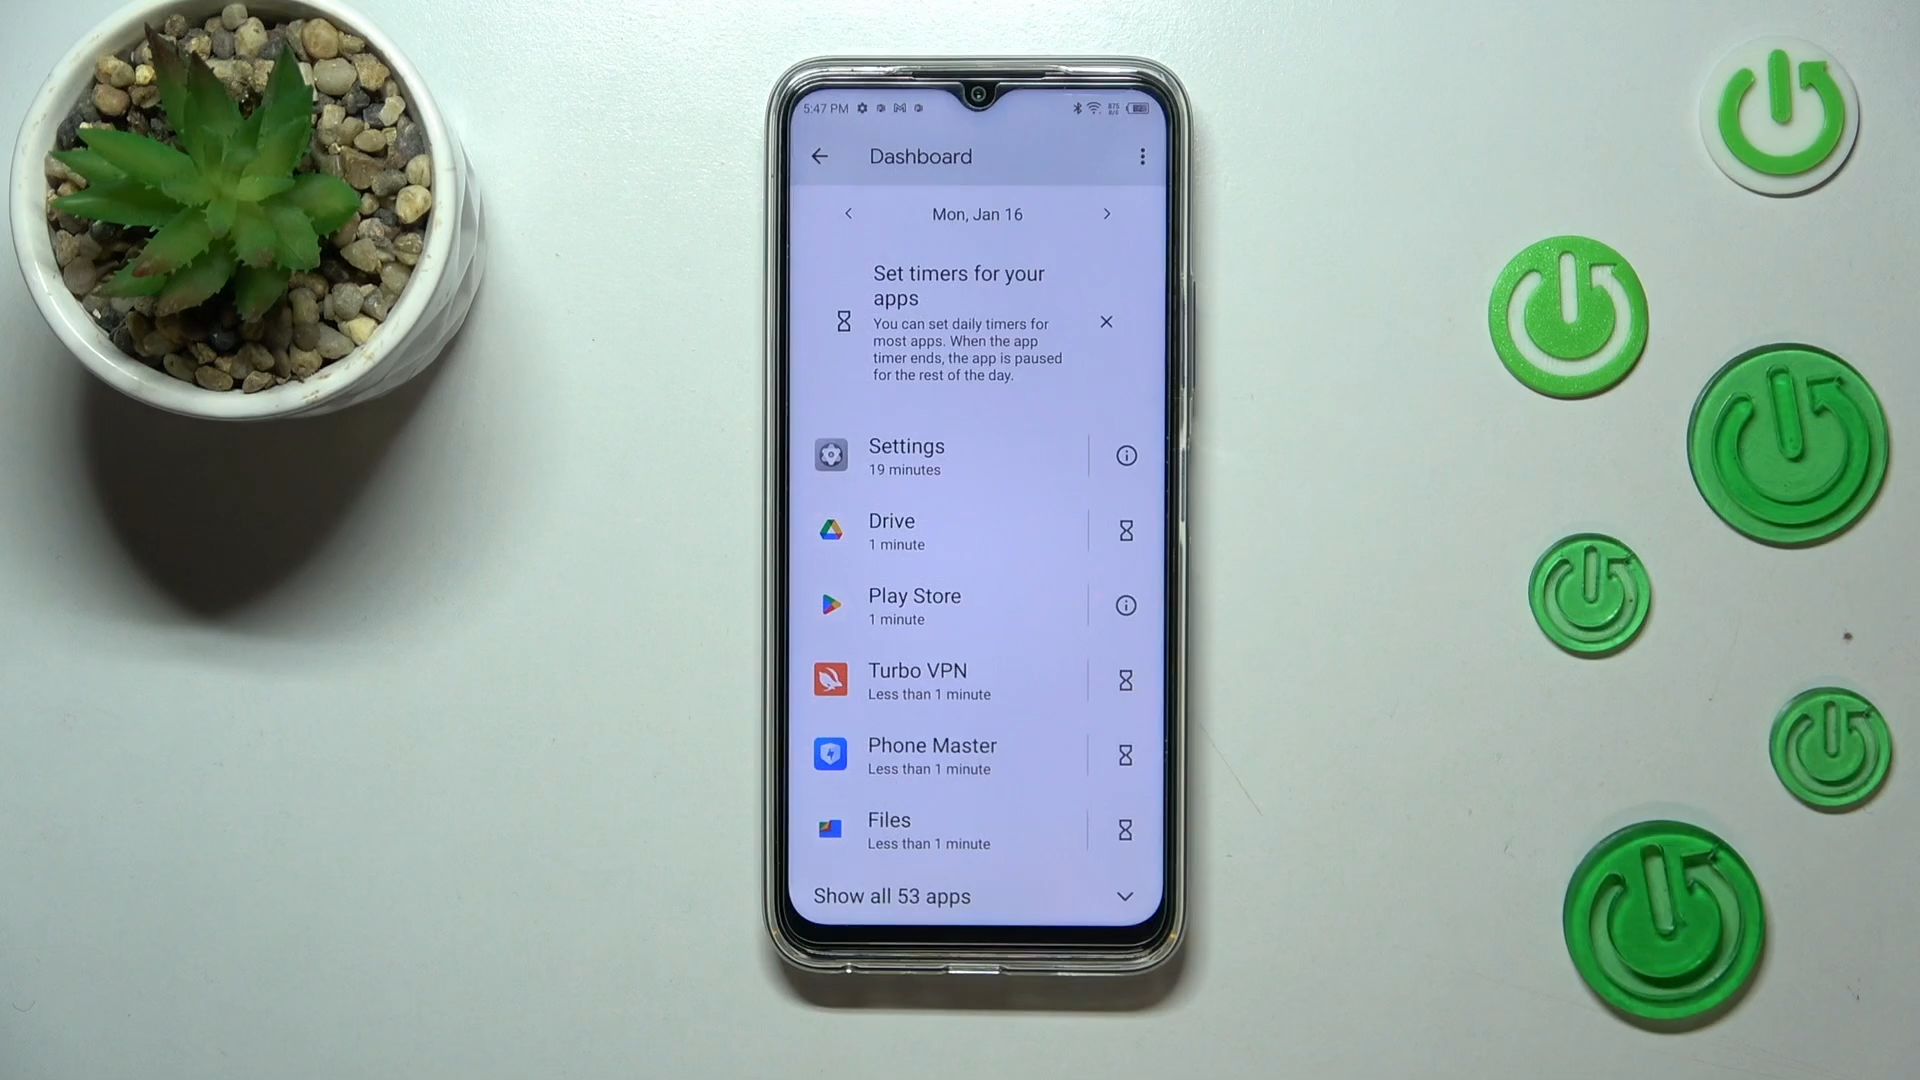 5:47 PM
875
B/S
Dashboard
Mon, Jan 16
Set timers for your
apps
You can set daily timers for
most apps. When the app
timer ends, the app is paused
for the rest of the day.
Settings
19 minutes
Drive
1 minute
Play Store
1 minute
Turbo VPN
Less than 1 minute
Phone Master
Less than 1 minute
Files
Less than 1 minute
Show all 53 apps